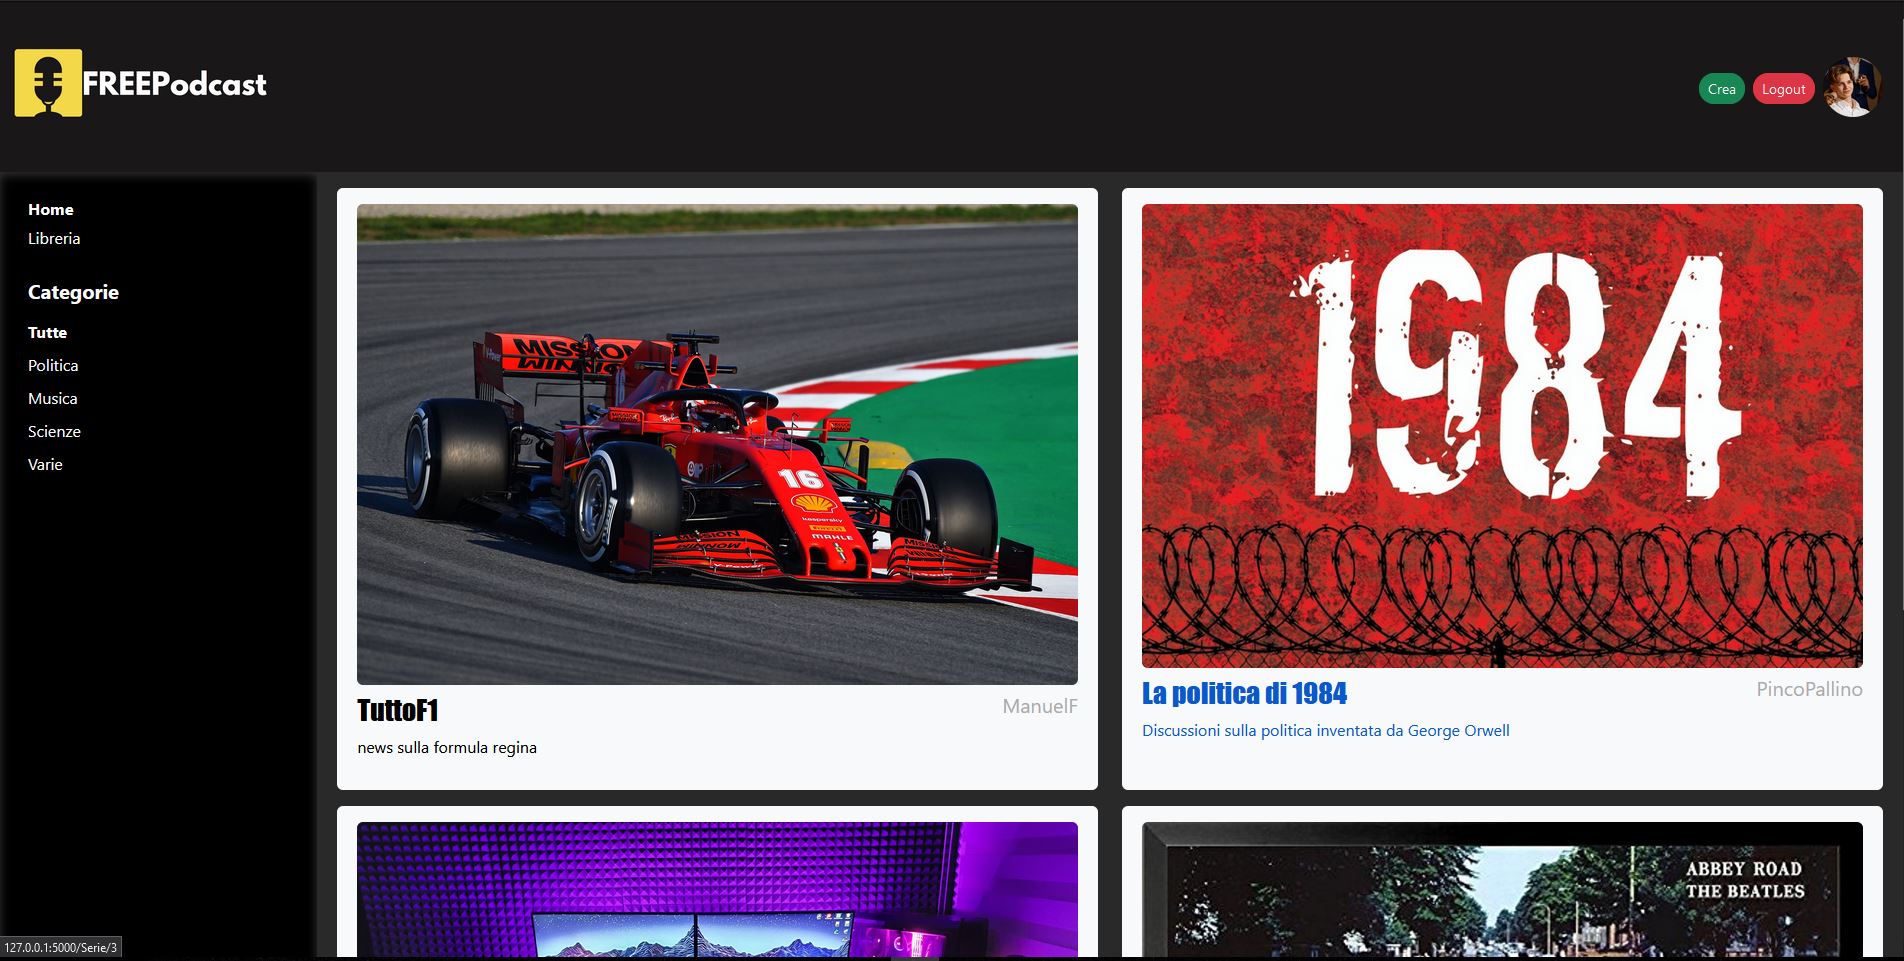 FREEPodcast
Crea
Logout
Home
Libreria
Categorie
Tutte
Politica
Musica
Scienze
Varie
MISSION
16
kaspersky
MAHLE
TuttoF1
ManuelF
news sulla formula regina
1984
La politica di 1984
PincoPallino
Discussioni sulla politica inventata da George Orwell
ABBEY ROAD
THE BEATLES
127.0.0.1:5000/Serie/3